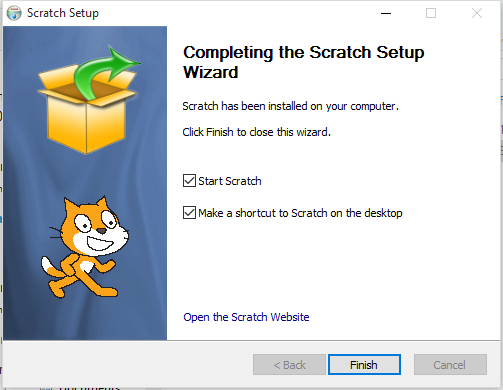 Scratch Setup
Completing the Scratch Setup
Wizard
Scratch has been installed on your computer.
Click Finish to close this wizard.
Start Scratch
Make a shortcut to Scratch on the desktop
Open the Scratch Website
< Back
Finish
Cancel